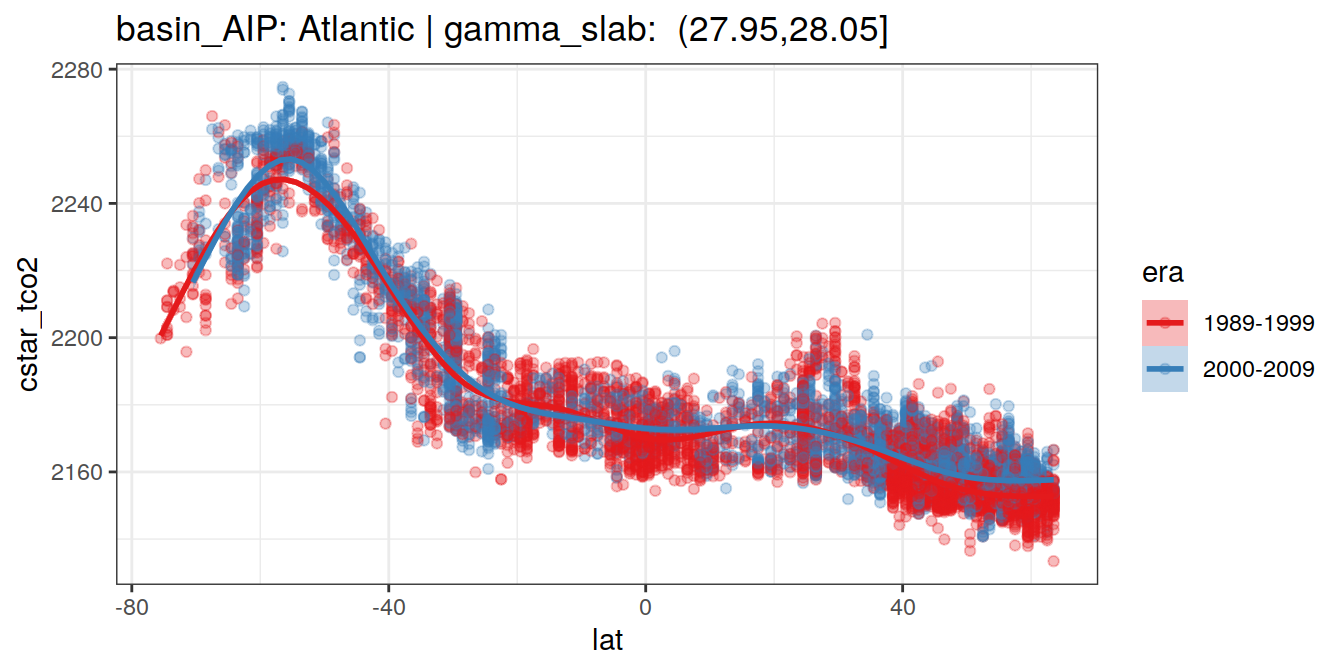 basin_AIP: Atlantic | gamma_slab:  (27.95,28.05]
2280
2240
2200
2160
cstar_tco2
-80
-40
0
40
lat
era
1989-1999
2000-2009